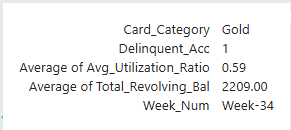 Card_Category Gold
Delinquent_Acc 1
Average of Avg_Utilization_Ratio 0.59
Average of Total_Revolving_Bal 2209.00
Week_Num Week-34